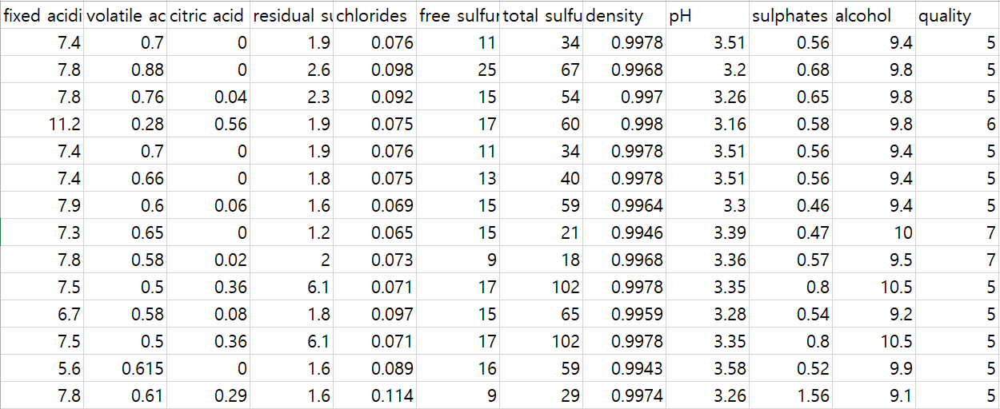 fixed acidi volatile ac citric acid residual su chlorides free sulfur total sulfu density pH sulphates alcohol quality
7.4 0.7 0 1.9 0.076 11 34 0.9978 3.51 0.56 9.4 5
7.8 0.88 0 2.6 0.098 25 67 0.9968 3.2 0.68 9.8 5
7.8 0.76 0.04 2.3 0.092 15 54 0.997 3.26 0.65 9.8 5
11.2 0.28 0.56 1.9 0.075 17 60 0.998 3.16 0.58 9.8 6
7.4 0.7 0 1.9 0.076 11 34 0.9978 3.51 0.56 9.4 5
7.4 0.66 0 1.8 0.075 13 40 0.9978 3.51 0.56 9.4 5
7.9 0.6 0.06 1.6 0.069 15 59 0.9964 3.3 0.46 9.4 5
7.3 0.65 0 1.2 0.065 15 21 0.9946 3.39 0.47 10 7
7.8 0.58 0.02 2 0.073 9 18 0.9968 3.36 0.57 9.5 7
7.5 0.5 0.36 6.1 0.071 17 102 0.9978 3.35 0.8 10.5 5
6.7 0.58 0.08 1.8 0.097 15 65 0.9959 3.28 0.54 9.2 5
7.5 0.5 0.36 6.1 0.071 17 102 0.9978 3.35 0.8 10.5 5
5.6 0.615 0 1.6 0.089 16 59 0.9943 3.58 0.52 9.9 5
7.8 0.61 0.29 1.6 0.114 9 29 0.9974 3.26 1.56 9.1 5